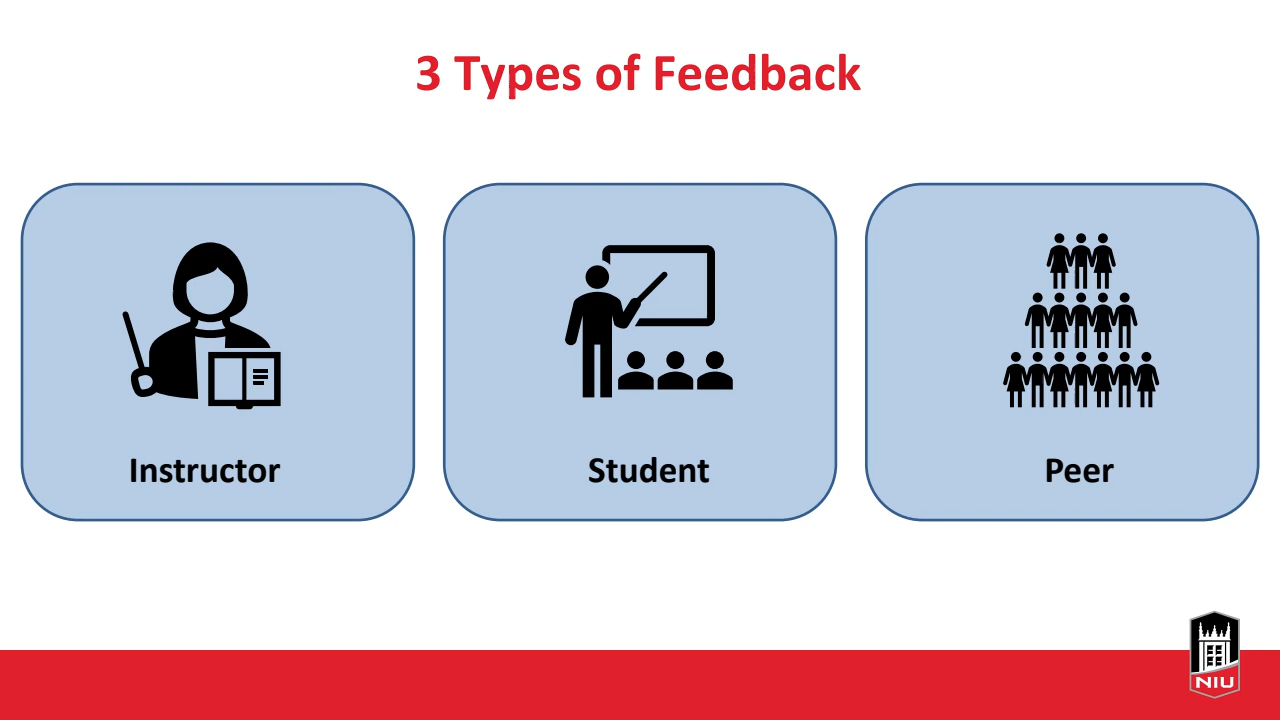 3 Types of Feedback
Instructor
Student
Peer
NIU